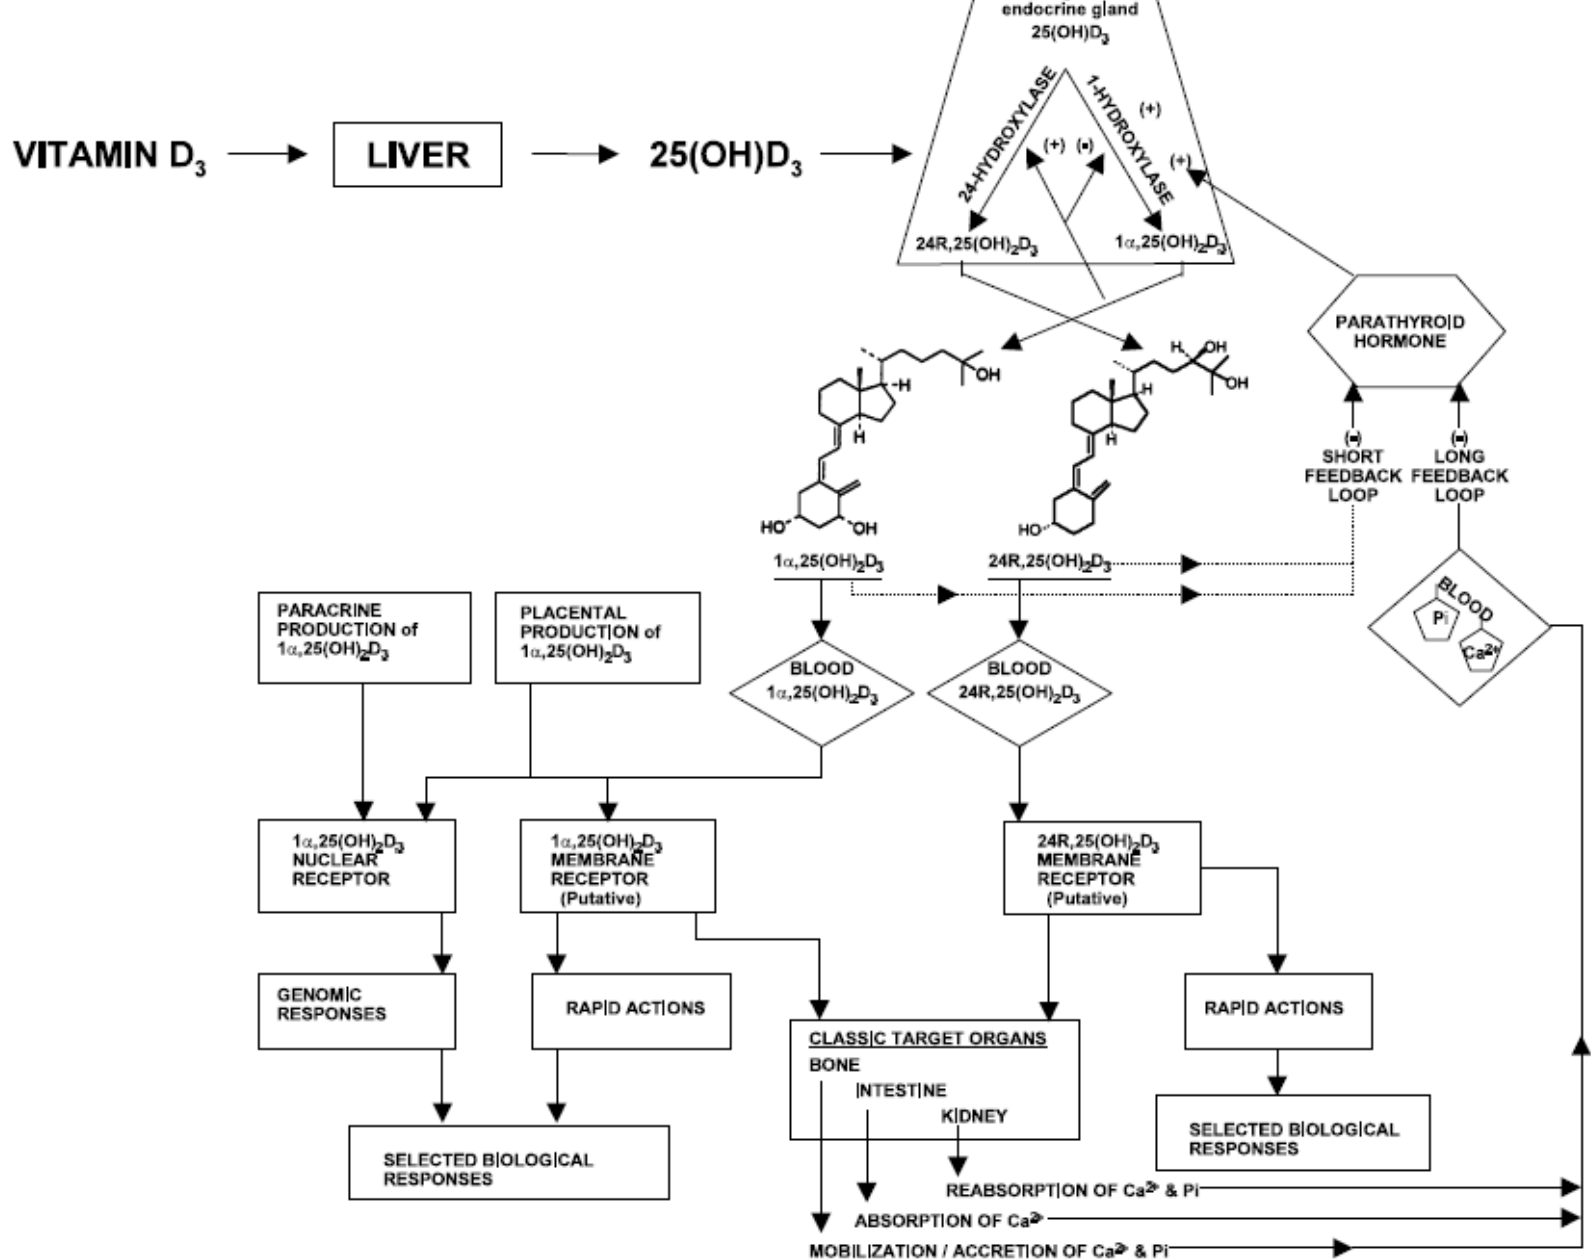 endocrine gland
25(OH)D3
24-HYDROXYLASE
1-HYDROXYLASE
(+)
(+) (-)
(+)
VITAMIN D3
LIVER
25(OH)D3
24R,25(OH)2D3
1α,25(OH)2D3
PARATHYROID
HORMONE
OH
H
H
HO
OH
H
OH
OH
H
H
HO
(-)
SHORT
FEEDBACK
LOOP
(-)
LONG
FEEDBACK
LOOP
1α,25(OH)2D3
24R,25(OH)2D3
BLOOD
Pi
Ca2+
PARACRINE
PRODUCTION of
1α,25(OH)2D3
PLACENTAL
PRODUCTION of
1α,25(OH)2D3
BLOOD
1α,25(OH)2D3
BLOOD
24R,25(OH)2D3
1α,25(OH)2D3
NUCLEAR
RECEPTOR
1α,25(OH)2D3
MEMBRANE
RECEPTOR
(Putative)
24R,25(OH)2D3
MEMBRANE
RECEPTOR
(Putative)
GENOMIC
RESPONSES
RAPID ACTIONS
CLASSIC TARGET ORGANS
BONE
INTESTINE
KIDNEY
RAPID ACTIONS
SELECTED BIOLOGICAL
RESPONSES
SELECTED BIOLOGICAL
RESPONSES
REABSORPTION OF Ca2+ & Pi
ABSORPTION OF Ca2+
MOBILIZATION / ACCRETION OF Ca2+ & Pi